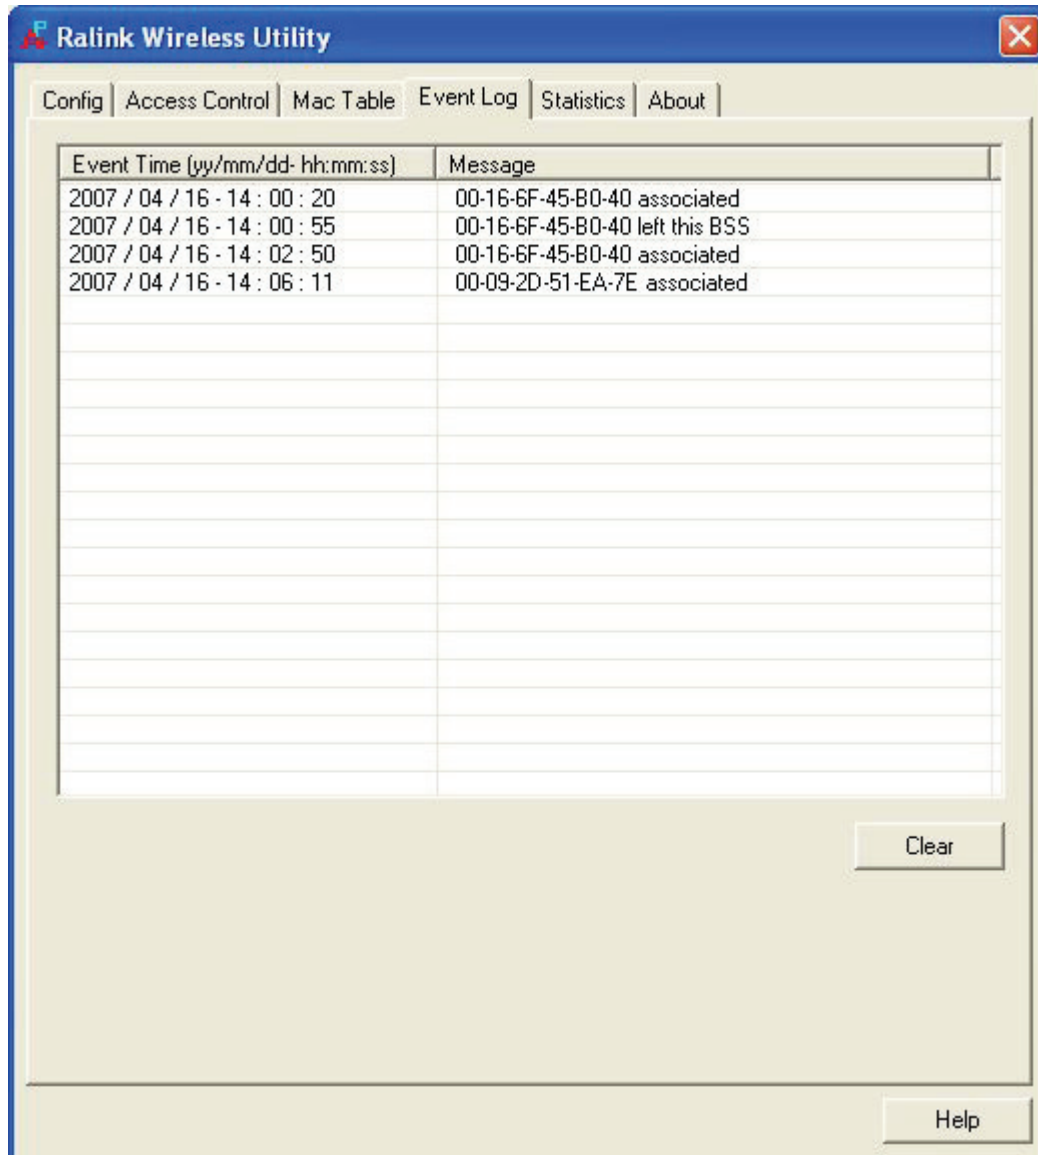 Ralink Wireless Utility
Config Access Control Mac Table Event Log Statistics About
Event Time (yy/mm/dd- hh:mm:ss) Message
2007 / 04 / 16 - 14 : 00 : 20 00-16-6F-45-B0-40 associated
2007 / 04 / 16 - 14 : 00 : 55 00-16-6F-45-B0-40 left this BSS
2007 / 04 / 16 - 14 : 02 : 50 00-16-6F-45-B0-40 associated
2007 / 04 / 16 - 14 : 06 : 11 00-09-2D-51-EA-7E associated
Clear
Help